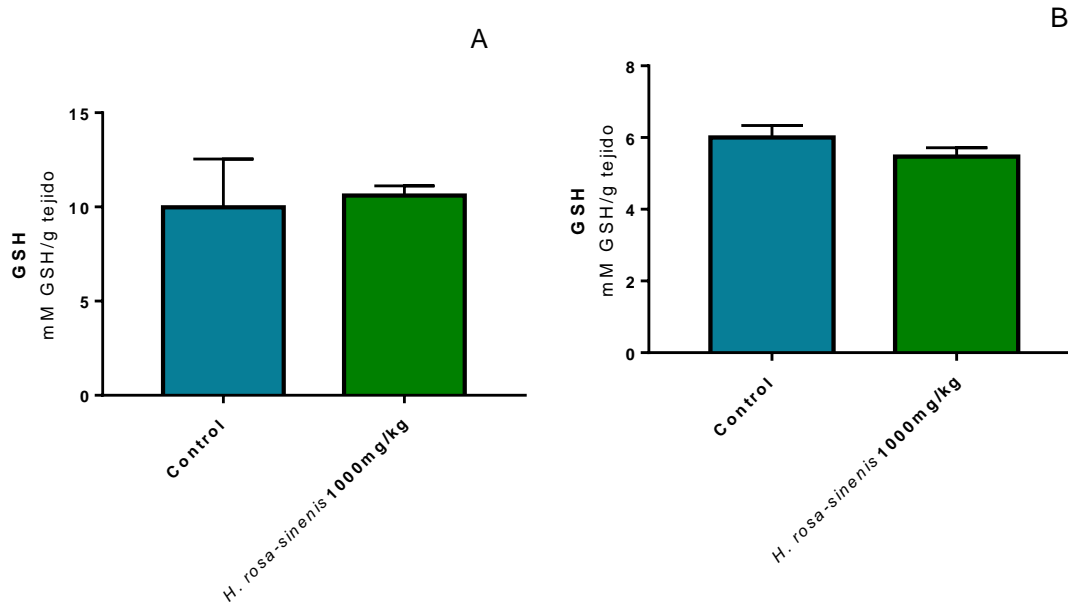 A
GSH
mM GSH/g tejido
15
10
5
0
Control
H. rosa-sinenis 1000mg/kg
B
GSH
mM GSH/g tejido
8
6
4
2
0
Control
H. rosa-sinenis 1000mg/kg